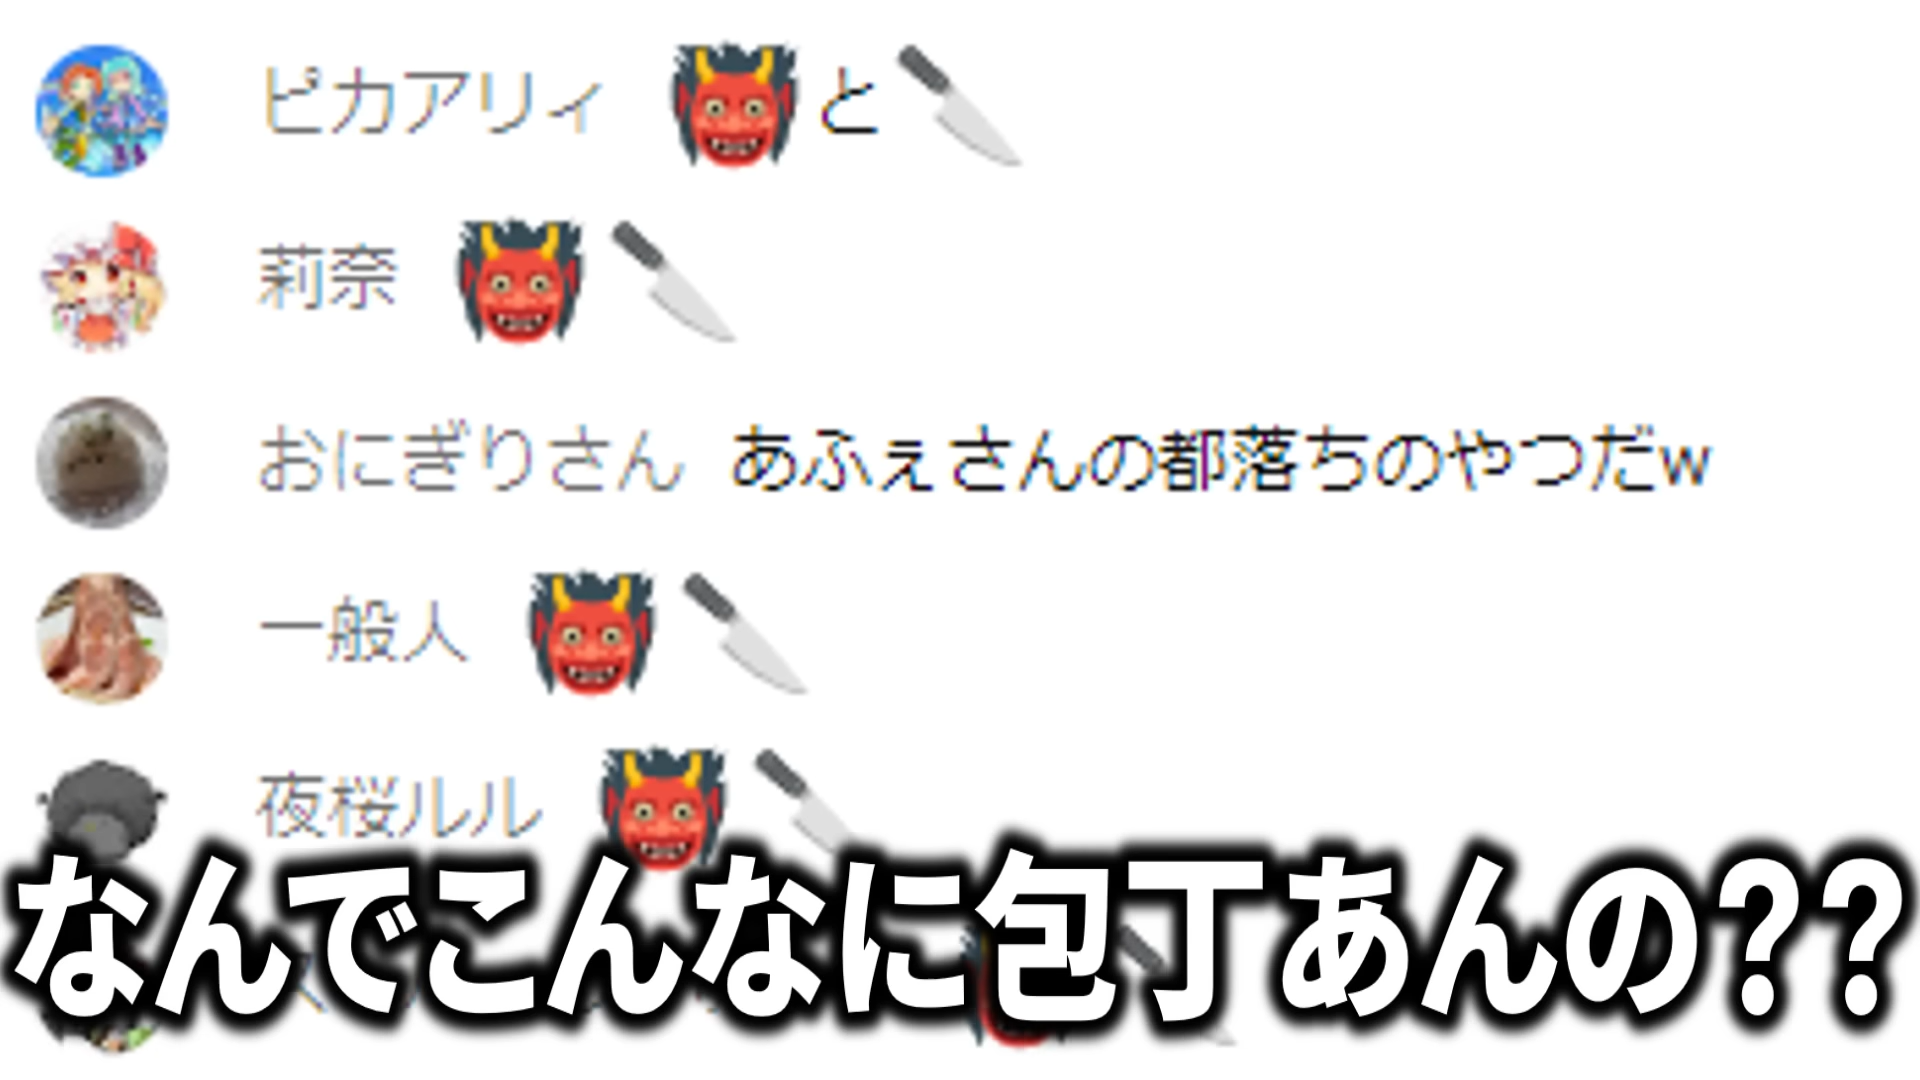 ピカアリィ 👹と🔪
莉奈 👹🔪
おにぎりさん あふぇさんの都落ちのやつだw
一般人 👹🔪
夜桜ルル 👹🔪
なんでこんなに包丁あんの??